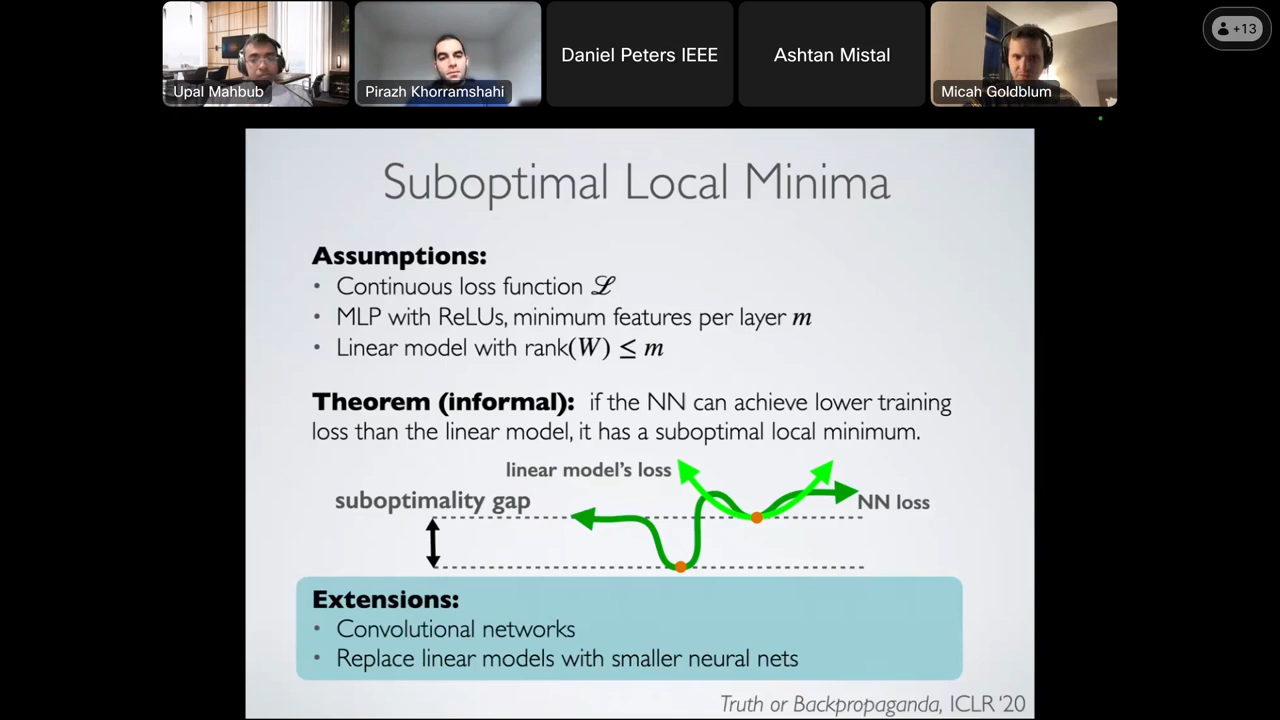 Upal Mahbub
Pirazh Khorramshahi
Daniel Peters IEEE
Ashtan Mistal
Micah Goldblum
+13
Suboptimal Local Minima
Assumptions:
• Continuous loss function ℒ
• MLP with ReLUs, minimum features per layer m
• Linear model with rank(W) ≤ m
Theorem (informal): if the NN can achieve lower training
loss than the linear model, it has a suboptimal local minimum.
linear model's loss
suboptimality gap
NN loss
Extensions:
• Convolutional networks
• Replace linear models with smaller neural nets
Truth or Backpropaganda, ICLR '20